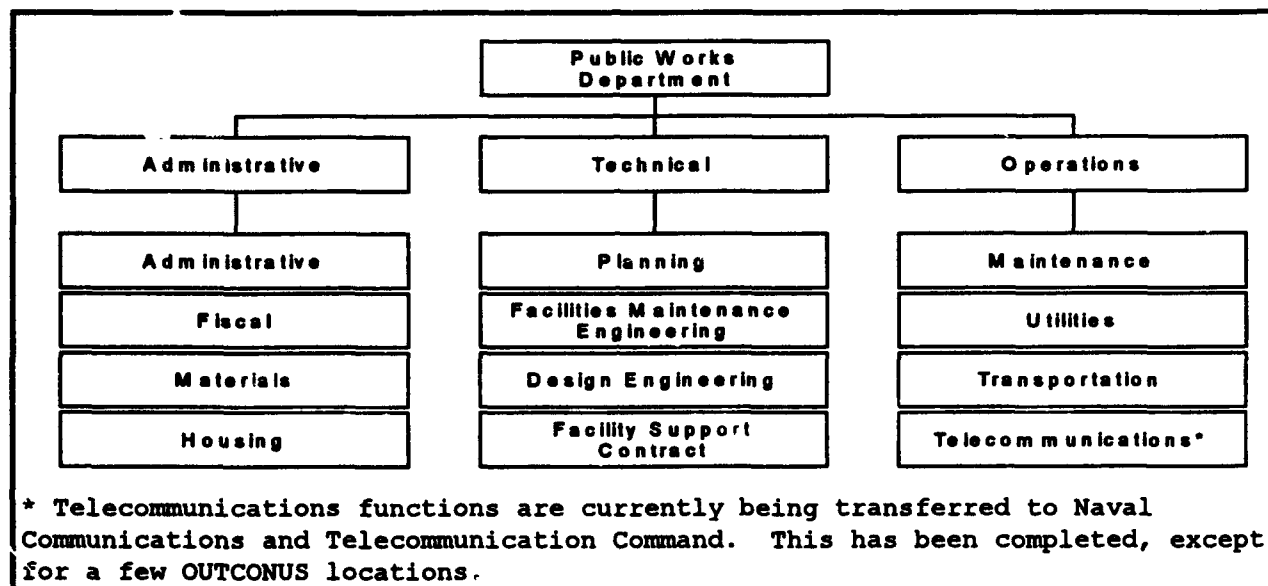 Public Works
Department
Administrative
Technical
Operations
Administrative
Planning
Maintenance
Fiscal
Facilities Maintenance
Engineering
Utilities
Materials
Design Engineering
Transportation
Housing
Facility Support
Contract
Telecommunications*
* Telecommunications functions are currently being transferred to Naval
Communications and Telecommunication Command. This has been completed, except
for a few OUTCONUS locations.